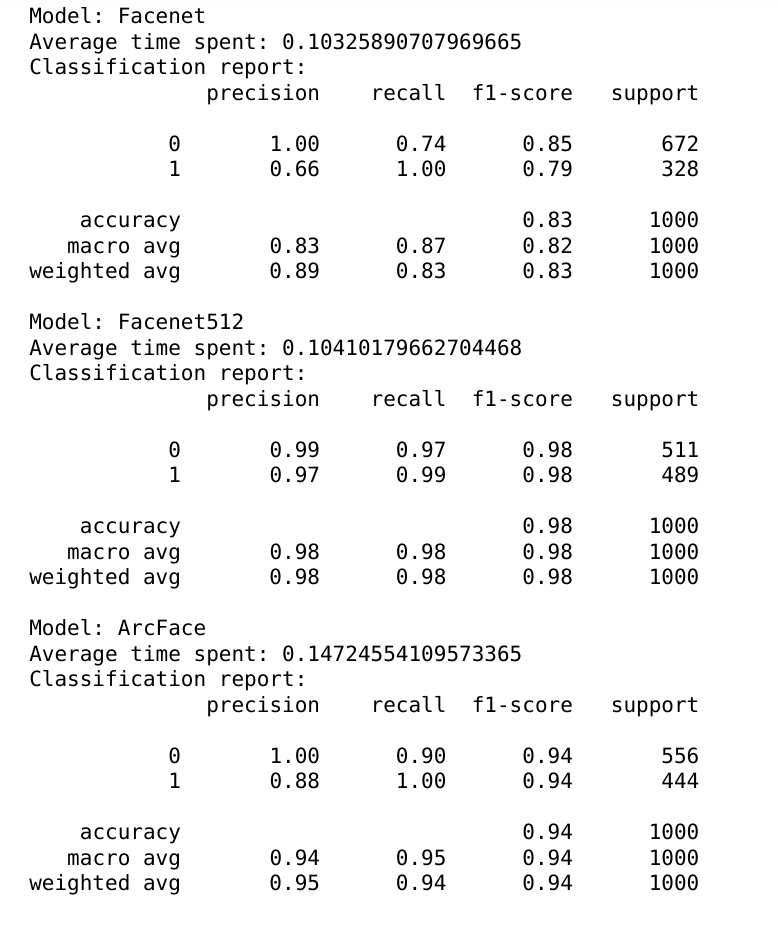 Model: Facenet
Average time spent: 0.10325890707969665
Classification report:
precision recall f1-score support
0 1.00 0.74 0.85 672
1 0.66 1.00 0.79 328
accuracy 0.83 1000
macro avg 0.83 0.87 0.82 1000
weighted avg 0.89 0.83 0.83 1000
Model: Facenet512
Average time spent: 0.10410179662704468
Classification report:
precision recall f1-score support
0 0.99 0.97 0.98 511
1 0.97 0.99 0.98 489
accuracy 0.98 1000
macro avg 0.98 0.98 0.98 1000
weighted avg 0.98 0.98 0.98 1000
Model: ArcFace
Average time spent: 0.14724554109573365
Classification report:
precision recall f1-score support
0 1.00 0.90 0.94 556
1 0.88 1.00 0.94 444
accuracy 0.94 1000
macro avg 0.94 0.95 0.94 1000
weighted avg 0.95 0.94 0.94 1000